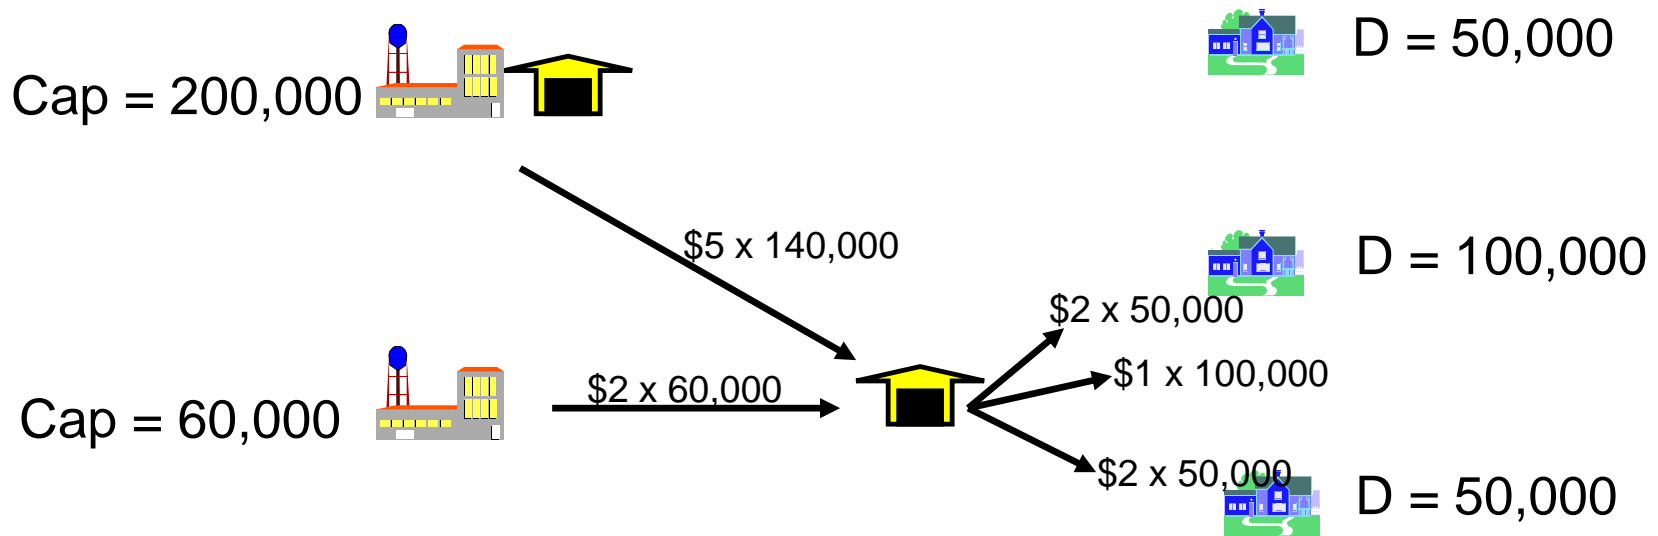 D = 50,000
Cap = 200,000
$5 x 140,000
D = 100,000
$2 x 50,000
$1 x 100,000
$2 x 60,000
Cap = 60,000
$2 x 50,000
D = 50,000